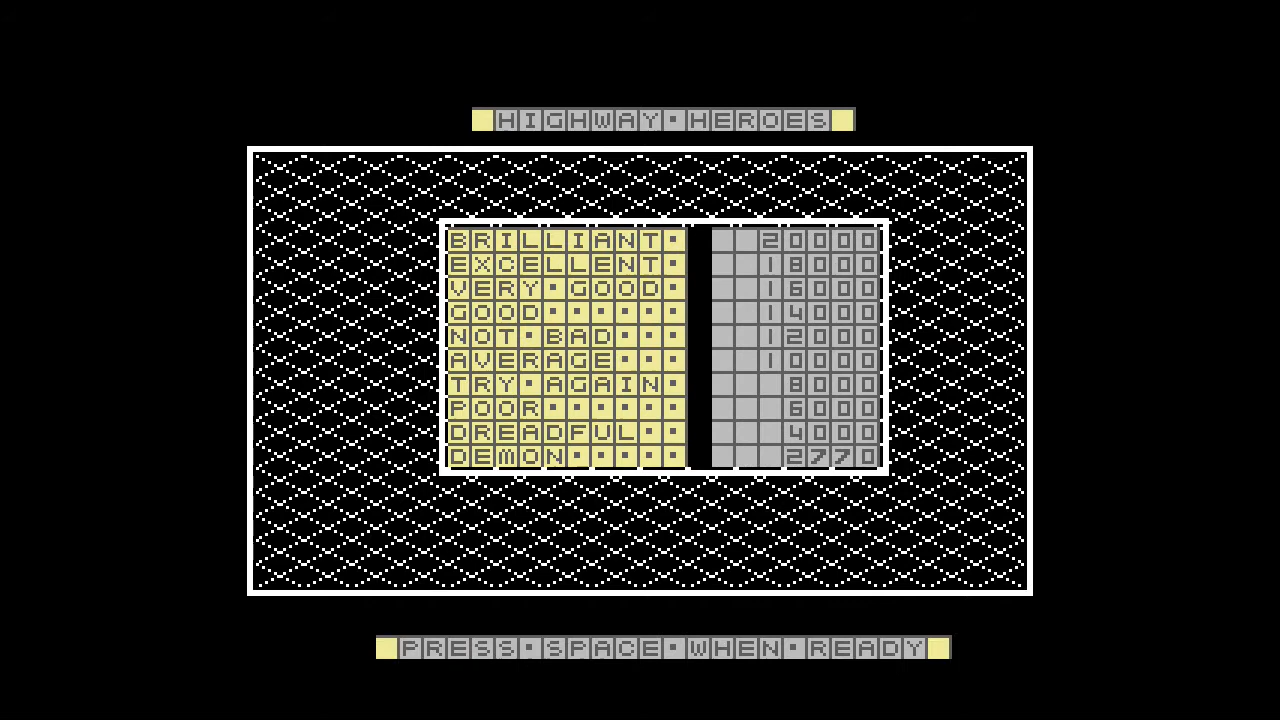 HIGHWAY·HEROES
BRILLIANT· 20000
EXCELLENT· 18000
VERY·GOOD· 16000
GOOD······ 14000
NOT·BAD··· 12000
AVERAGE··· 10000
TRY·AGAIN· 8000
POOR······ 6000
DREADFUL·· 4000
DEMON····· 2770
PRESS·SPACE·WHEN·READY